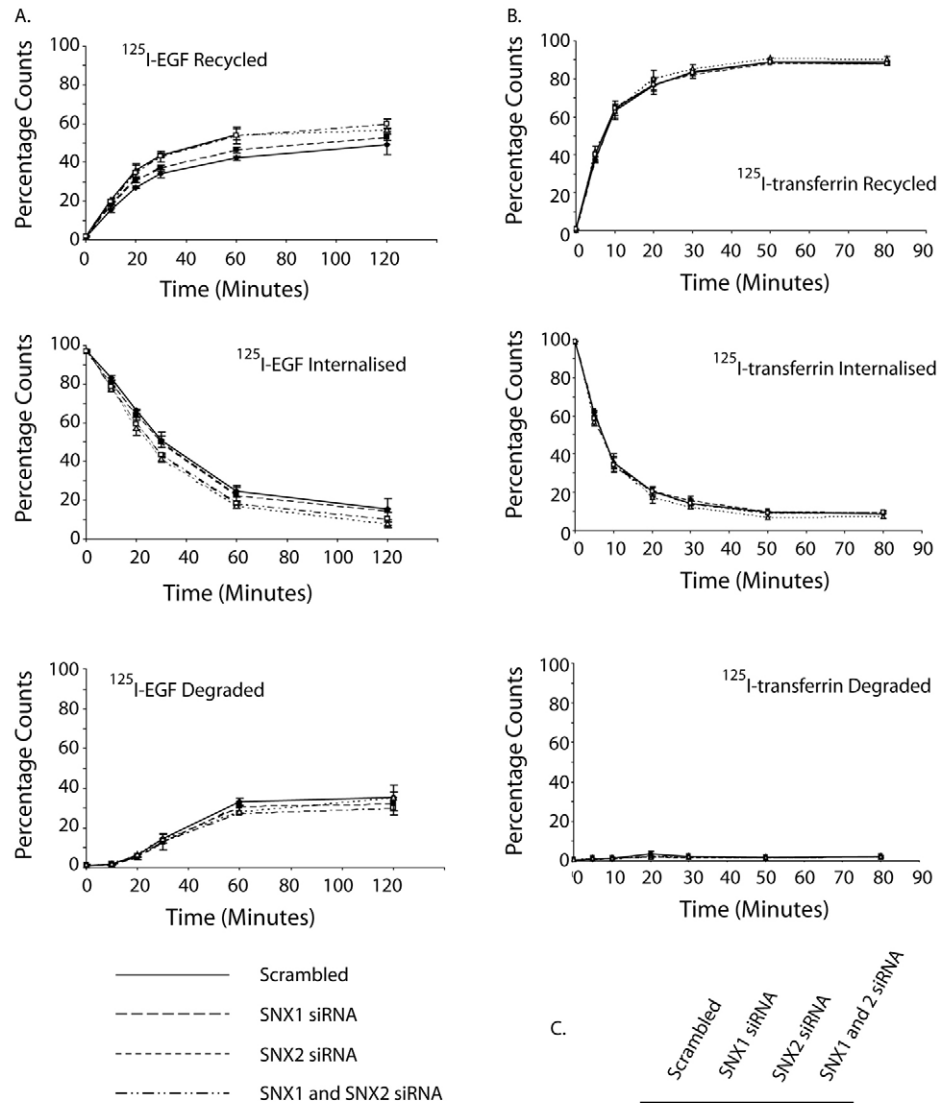 A.
125I-EGF Recycled
Percentage Counts
100
80
60
40
20
0
0 20 40 60 80 100 120
Time (Minutes)
125I-EGF Internalised
Percentage Counts
100
80
60
40
20
0
0 20 40 60 80 100 120
Time (Minutes)
125I-EGF Degraded
Percentage Counts
100
80
60
40
20
0
0 20 40 60 80 100 120
Time (Minutes)
Scrambled
SNX1 siRNA
SNX2 siRNA
SNX1 and SNX2 siRNA
B.
125I-transferrin Recycled
Percentage Counts
100
80
60
40
20
0
0 10 20 30 40 50 60 70 80 90
Time (Minutes)
125I-transferrin Internalised
Percentage Counts
100
80
60
40
20
0
0 10 20 30 40 50 60 70 80 90
Time (Minutes)
125I-transferrin Degraded
Percentage Counts
100
80
60
40
20
0
0 10 20 30 40 50 60 70 80 90
Time (Minutes)
C.
Scrambled
SNX1 siRNA
SNX2 siRNA
SNX1 and 2 siRNA